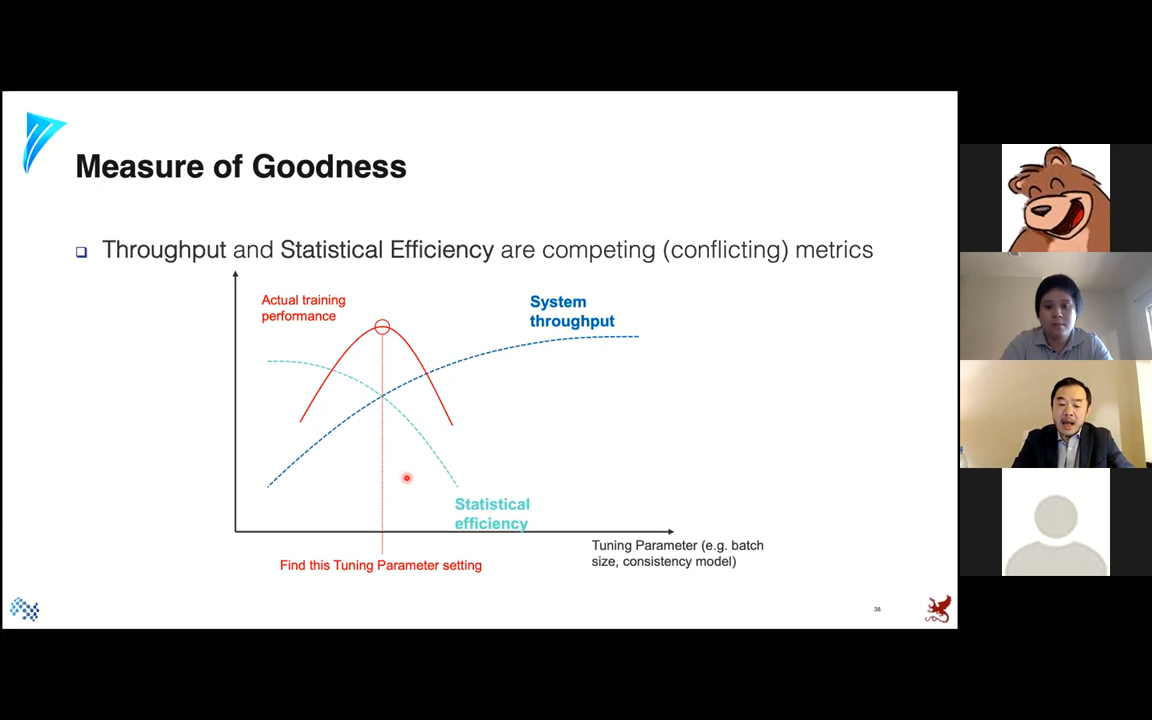 Measure of Goodness
Throughput and Statistical Efficiency are competing (conflicting) metrics
Actual training
performance
System
throughput
Statistical
efficiency
Tuning Parameter (e.g. batch
size, consistency model)
Find this Tuning Parameter setting
38